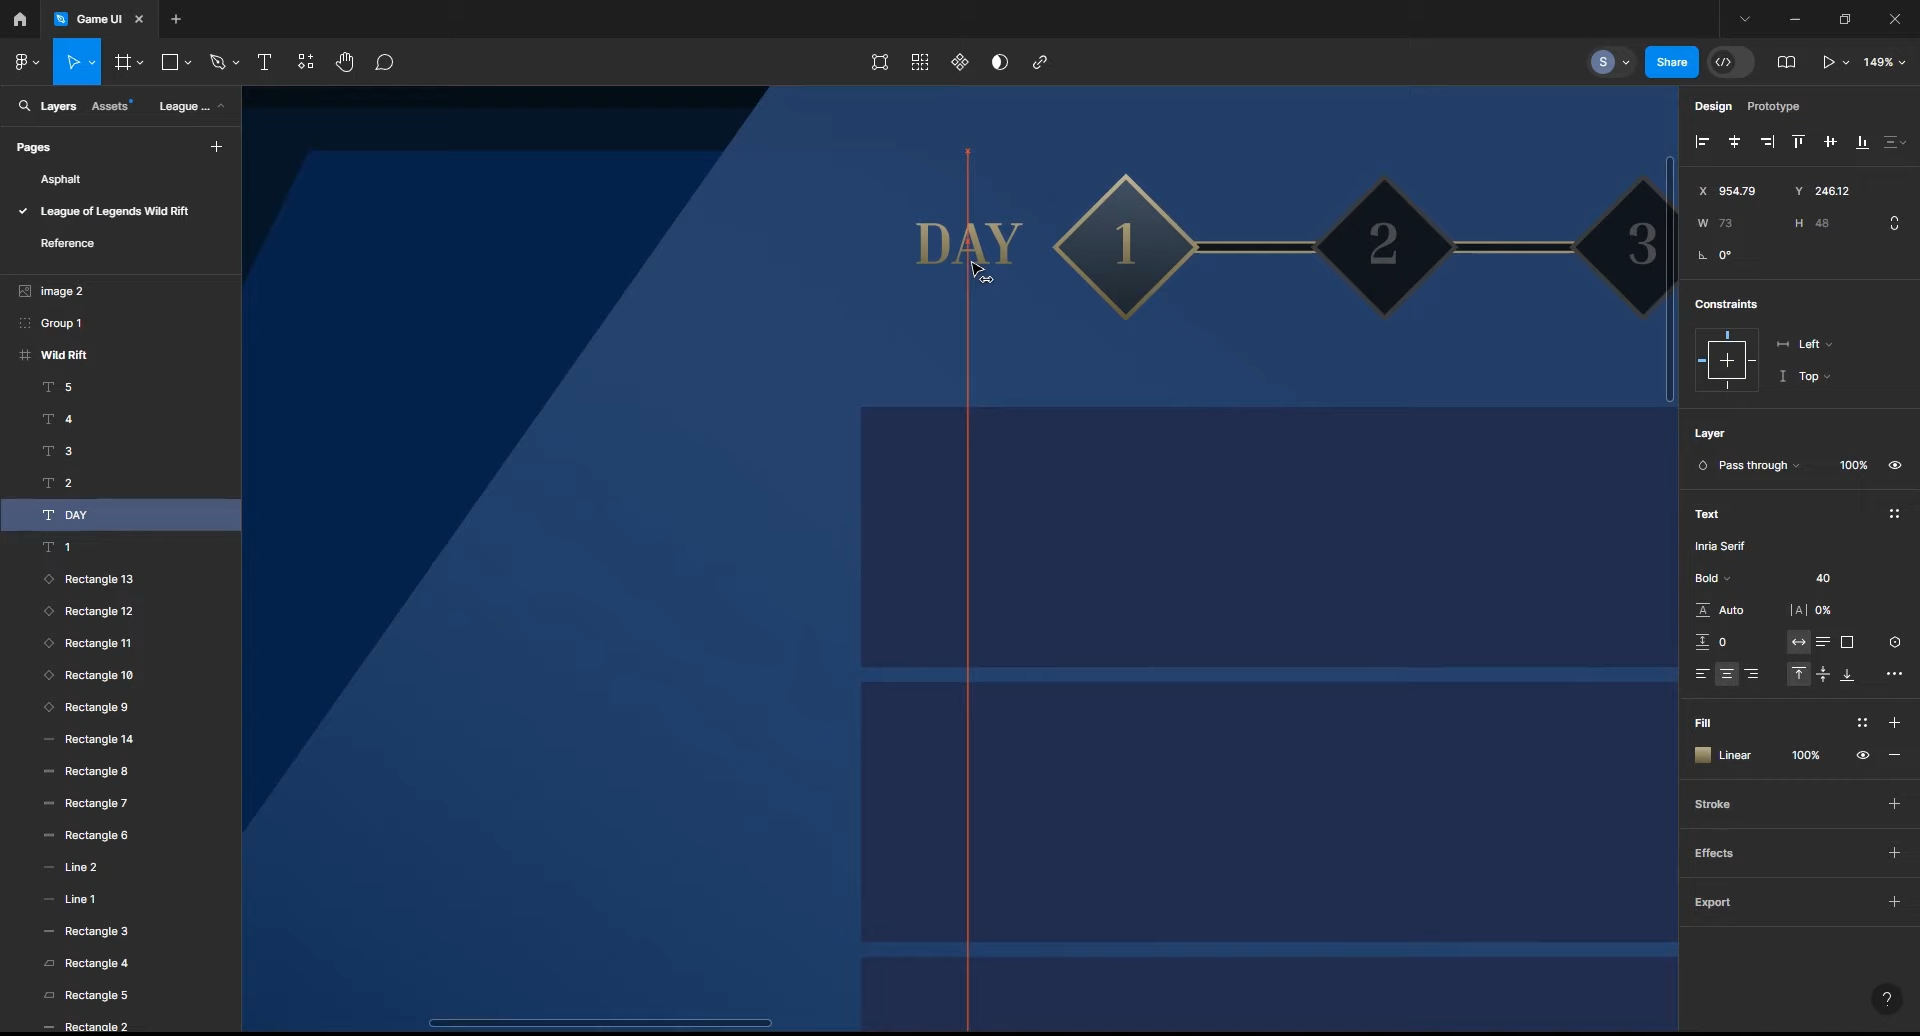 Game UI
S
Share
149%
Layers
Assets
League ...
Pages
Asphalt
League of Legends Wild Rift
Reference
image 2
Group 1
Wild Rift
5
4
3
2
DAY
1
Rectangle 13
Rectangle 12
Rectangle 11
Rectangle 10
Rectangle 9
Rectangle 14
Rectangle 8
Rectangle 7
Rectangle 6
Line 2
Line 1
Rectangle 3
Rectangle 4
Rectangle 5
Rectangle 2
DAY
1
2
3
Design
Prototype
X 954.79 Y 246.12
W 73 H 48
0°
Constraints
Left
Top
Layer
Pass through 100%
Text
Inria Serif
Bold 40
Auto |A| 0%
0
Fill
Linear 100%
Stroke
Effects
Export
?